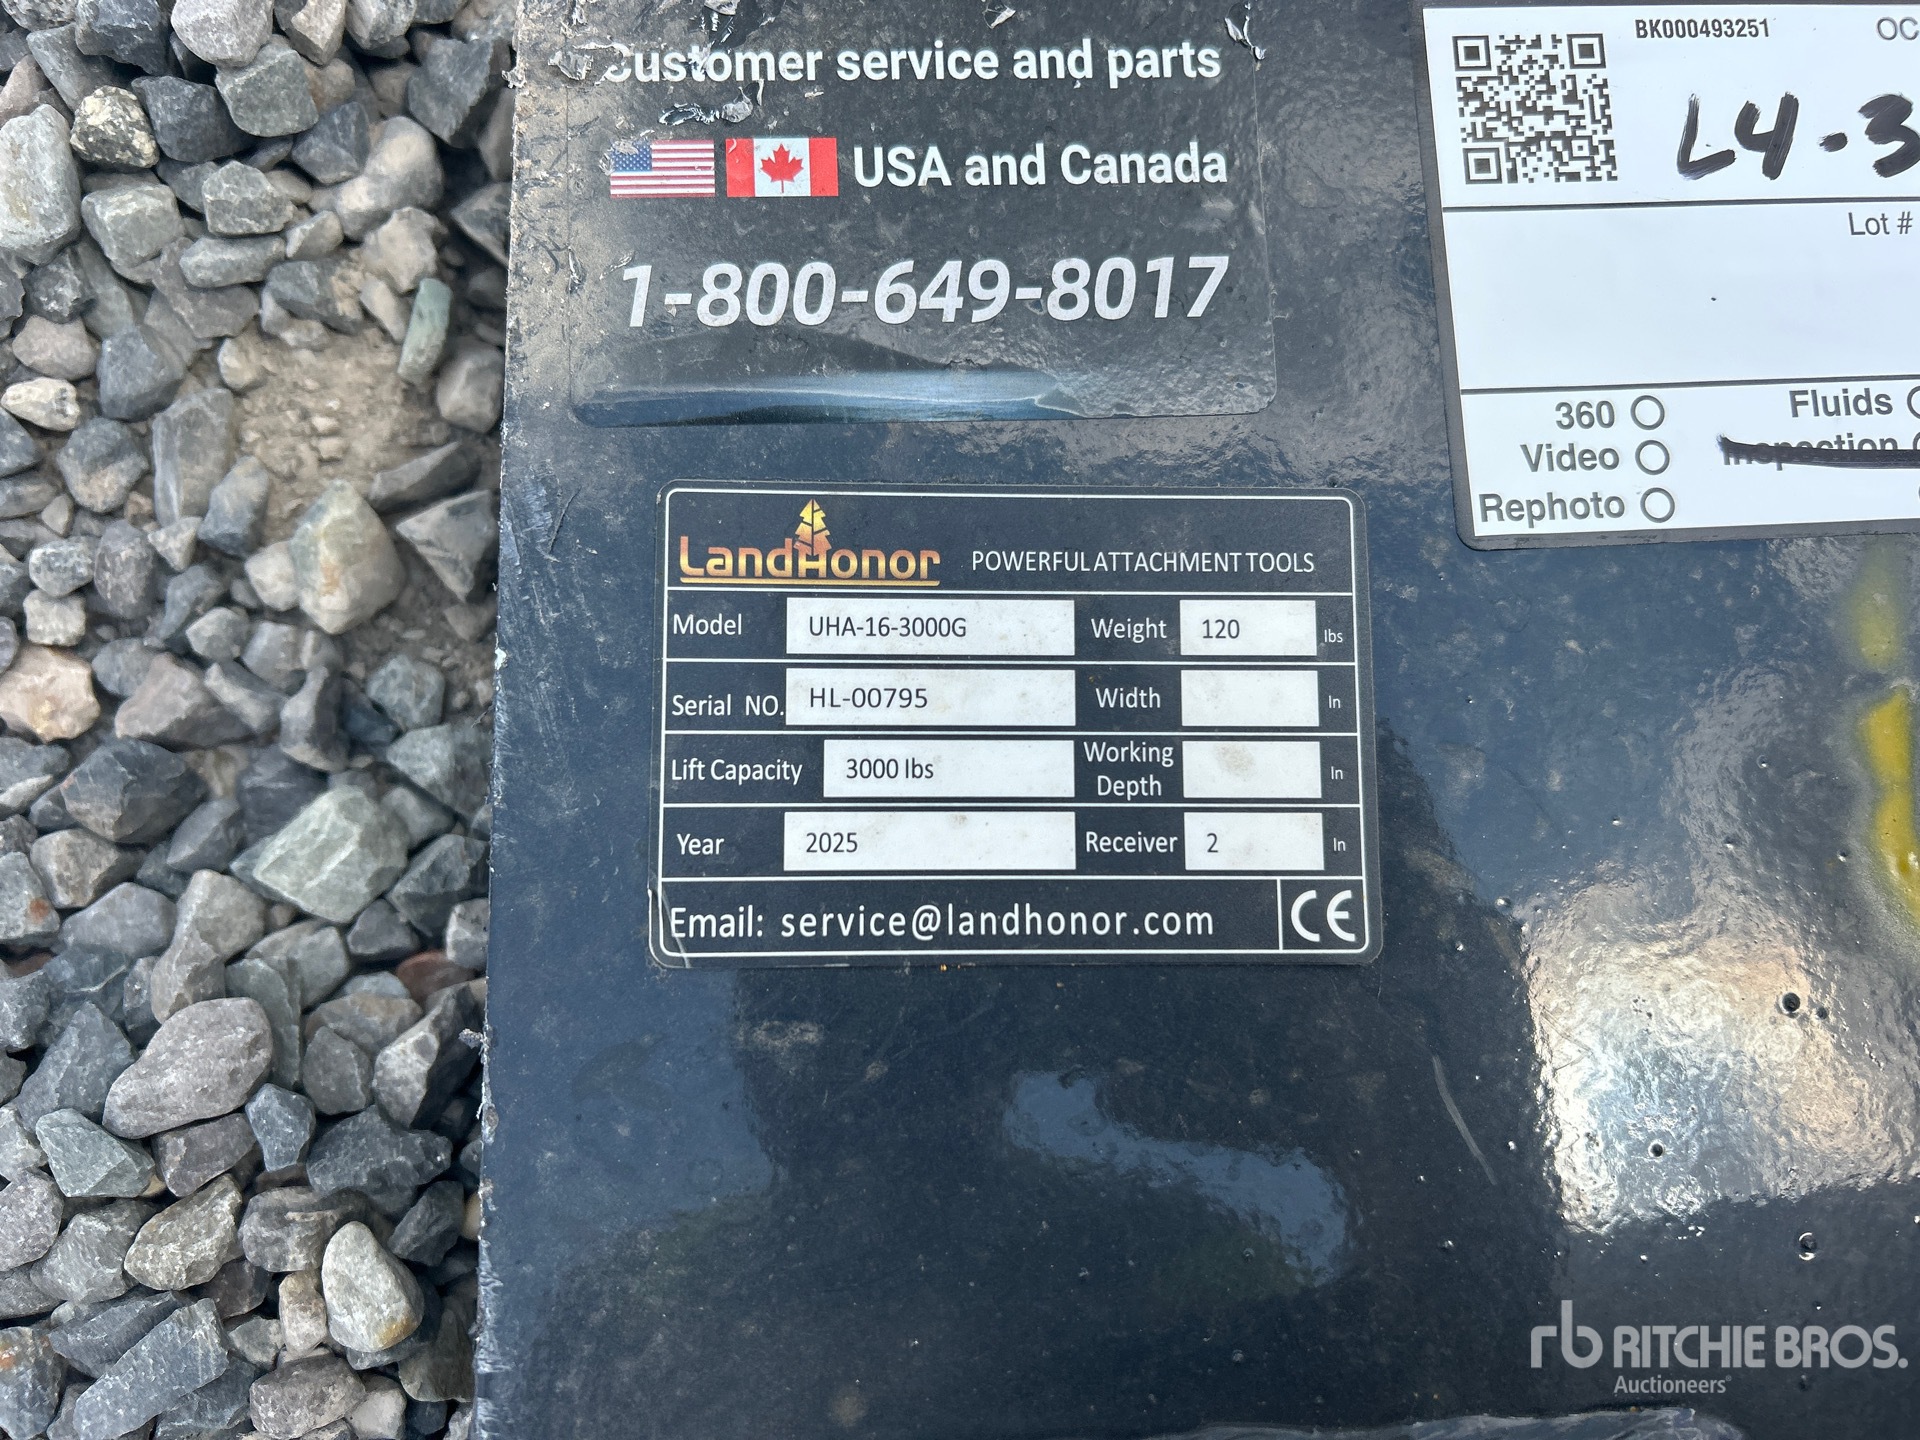 Customer service and parts
USA and Canada
1-800-649-8017
BK000493251 OC
L4-3
Lot #
360
Fluids
Video
Inspection
Rephoto
LandHonor POWERFUL ATTACHMENT TOOLS
Model UHA-16-3000G Weight 120 lbs
Serial NO. HL-00795 Width In
Lift Capacity 3000 lbs Working Depth In
Year 2025 Receiver 2 In
Email: service@landhonor.com CE
rb RITCHIE BROS.
Auctioneers